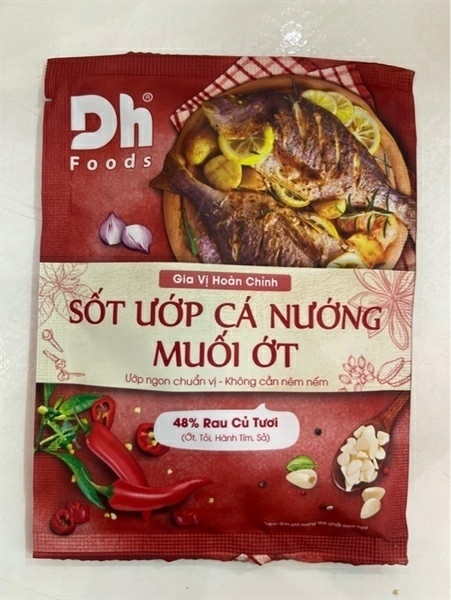 Dh®
Foods
Gia Vị Hoàn Chỉnh
SỐT ƯỚP CÁ NƯỚNG
MUỐI ỚT
Ướp ngon chuẩn vị - Không cần nêm nếm
48% Rau Củ Tươi
(Ớt, Tỏi, Hành Tím, Sả)